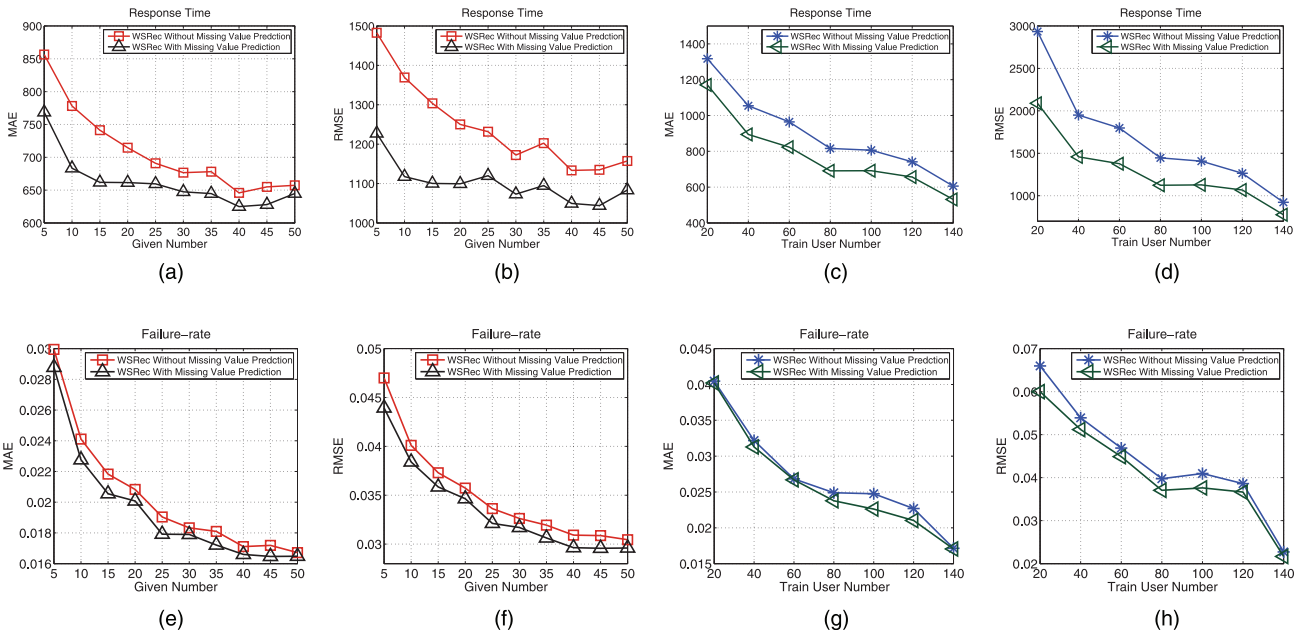 Response Time
WSRec Without Missing Value Predction
WSRec With Missing Value Prediction
MAE
900
850
800
750
700
650
600
5 10 15 20 25 30 35 40 45 50
Given Number
(a)
Response Time
WSRec Without Missing Value Predction
WSRec With Missing Value Prediction
RMSE
1500
1400
1300
1200
1100
1000
5 10 15 20 25 30 35 40 45 50
Given Number
(b)
Response Time
WSRec Without Missing Value Predction
WSRec With Missing Value Prediction
MAE
1400
1200
1000
800
600
400
20 40 60 80 100 120 140
Train User Number
(c)
Response Time
WSRec Without Missing Value Predction
WSRec With Missing Value Prediction
RMSE
3000
2500
2000
1500
1000
20 40 60 80 100 120 140
Train User Number
(d)
Failure-rate
WSRec Without Missing Value Predction
WSRec With Missing Value Prediction
MAE
0.03
0.028
0.026
0.024
0.022
0.02
0.018
0.016
5 10 15 20 25 30 35 40 45 50
Given Number
(e)
Failure-rate
WSRec Without Missing Value Predction
WSRec With Missing Value Prediction
RMSE
0.05
0.045
0.04
0.035
0.03
5 10 15 20 25 30 35 40 45 50
Given Number
(f)
Failure-rate
WSRec Without Missing Value Predction
WSRec With Missing Value Prediction
MAE
0.045
0.04
0.035
0.03
0.025
0.02
0.015
20 40 60 80 100 120 140
Train User Number
(g)
Failure-rate
WSRec Without Missing Value Predction
WSRec With Missing Value Prediction
RMSE
0.07
0.06
0.05
0.04
0.03
0.02
20 40 60 80 100 120 140
Train User Number
(h)